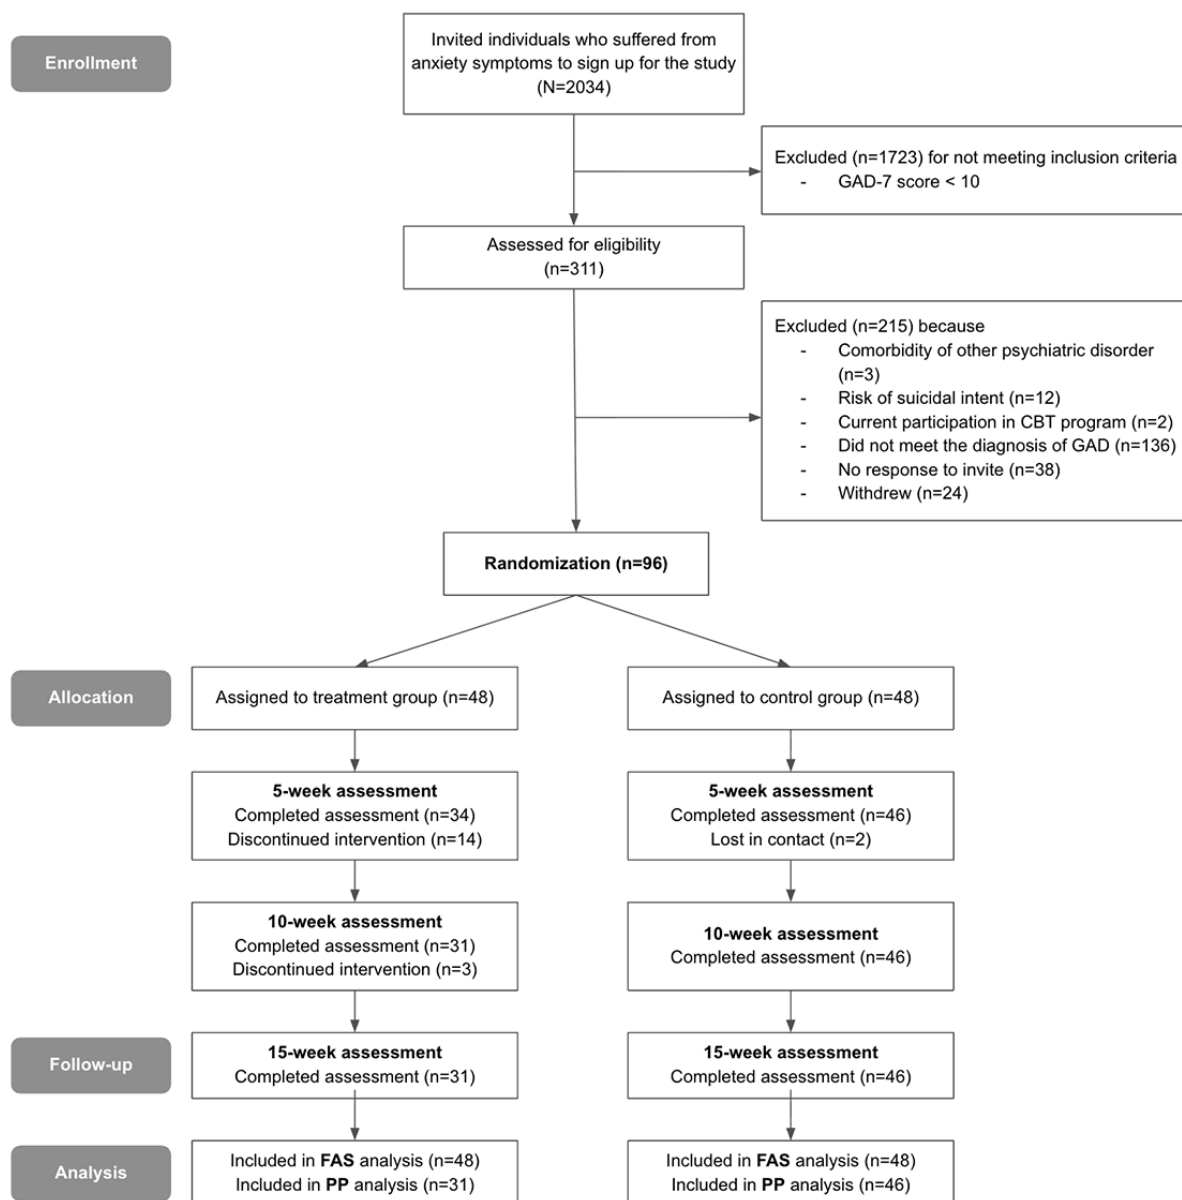 Enrollment
Invited individuals who suffered from
anxiety symptoms to sign up for the study
(N=2034)
Excluded (n=1723) for not meeting inclusion criteria
- GAD-7 score < 10
Assessed for eligibility
(n=311)
Excluded (n=215) because
- Comorbidity of other psychiatric disorder
(n=3)
- Risk of suicidal intent (n=12)
- Current participation in CBT program (n=2)
- Did not meet the diagnosis of GAD (n=136)
- No response to invite (n=38)
- Withdrew (n=24)
Randomization (n=96)
Allocation
Assigned to treatment group (n=48)
Assigned to control group (n=48)
5-week assessment
Completed assessment (n=34)
Discontinued intervention (n=14)
5-week assessment
Completed assessment (n=46)
Lost in contact (n=2)
10-week assessment
Completed assessment (n=31)
Discontinued intervention (n=3)
10-week assessment
Completed assessment (n=46)
Follow-up
15-week assessment
Completed assessment (n=31)
15-week assessment
Completed assessment (n=46)
Analysis
Included in FAS analysis (n=48)
Included in PP analysis (n=31)
Included in FAS analysis (n=48)
Included in PP analysis (n=46)